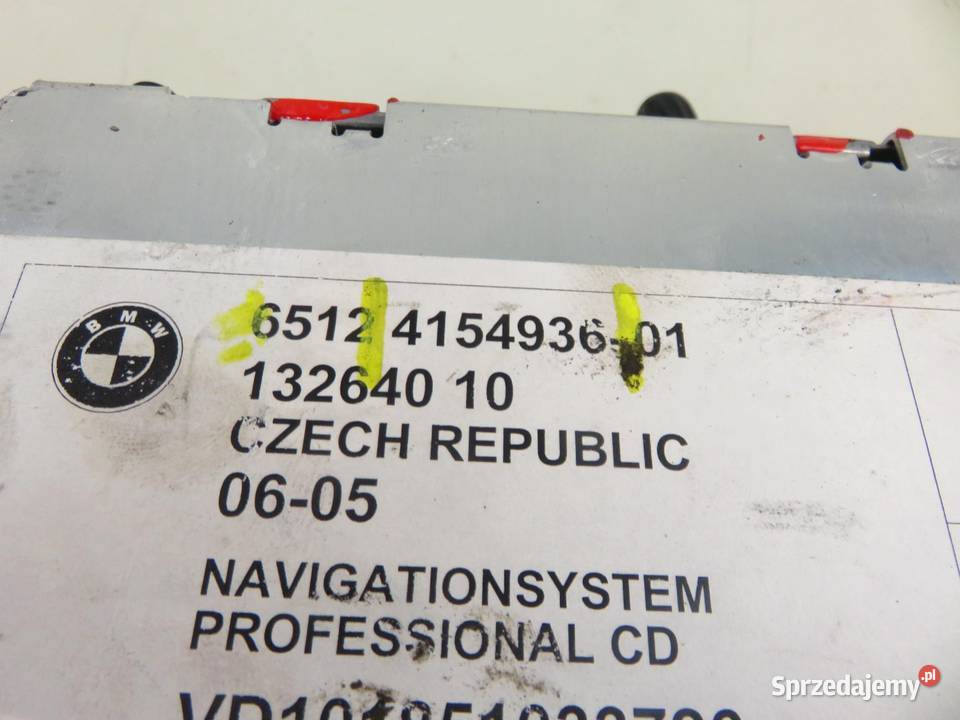 BMW
6512 4154936-01
132640 10
CZECH REPUBLIC
06-05
NAVIGATIONSYSTEM
PROFESSIONAL CD
Sprzedajemy.pl